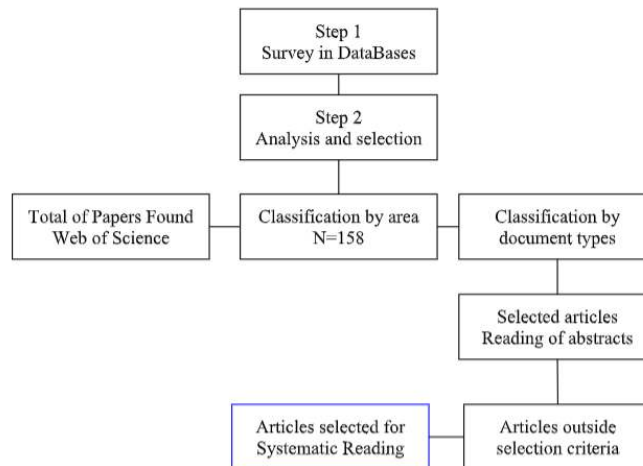 Step 1
Survey in DataBases
Step 2
Analysis and selection
Total of Papers Found
Web of Science
Classification by area
N=158
Classification by
document types
Selected articles
Reading of abstracts
Articles selected for
Systematic Reading
Articles outside
selection criteria